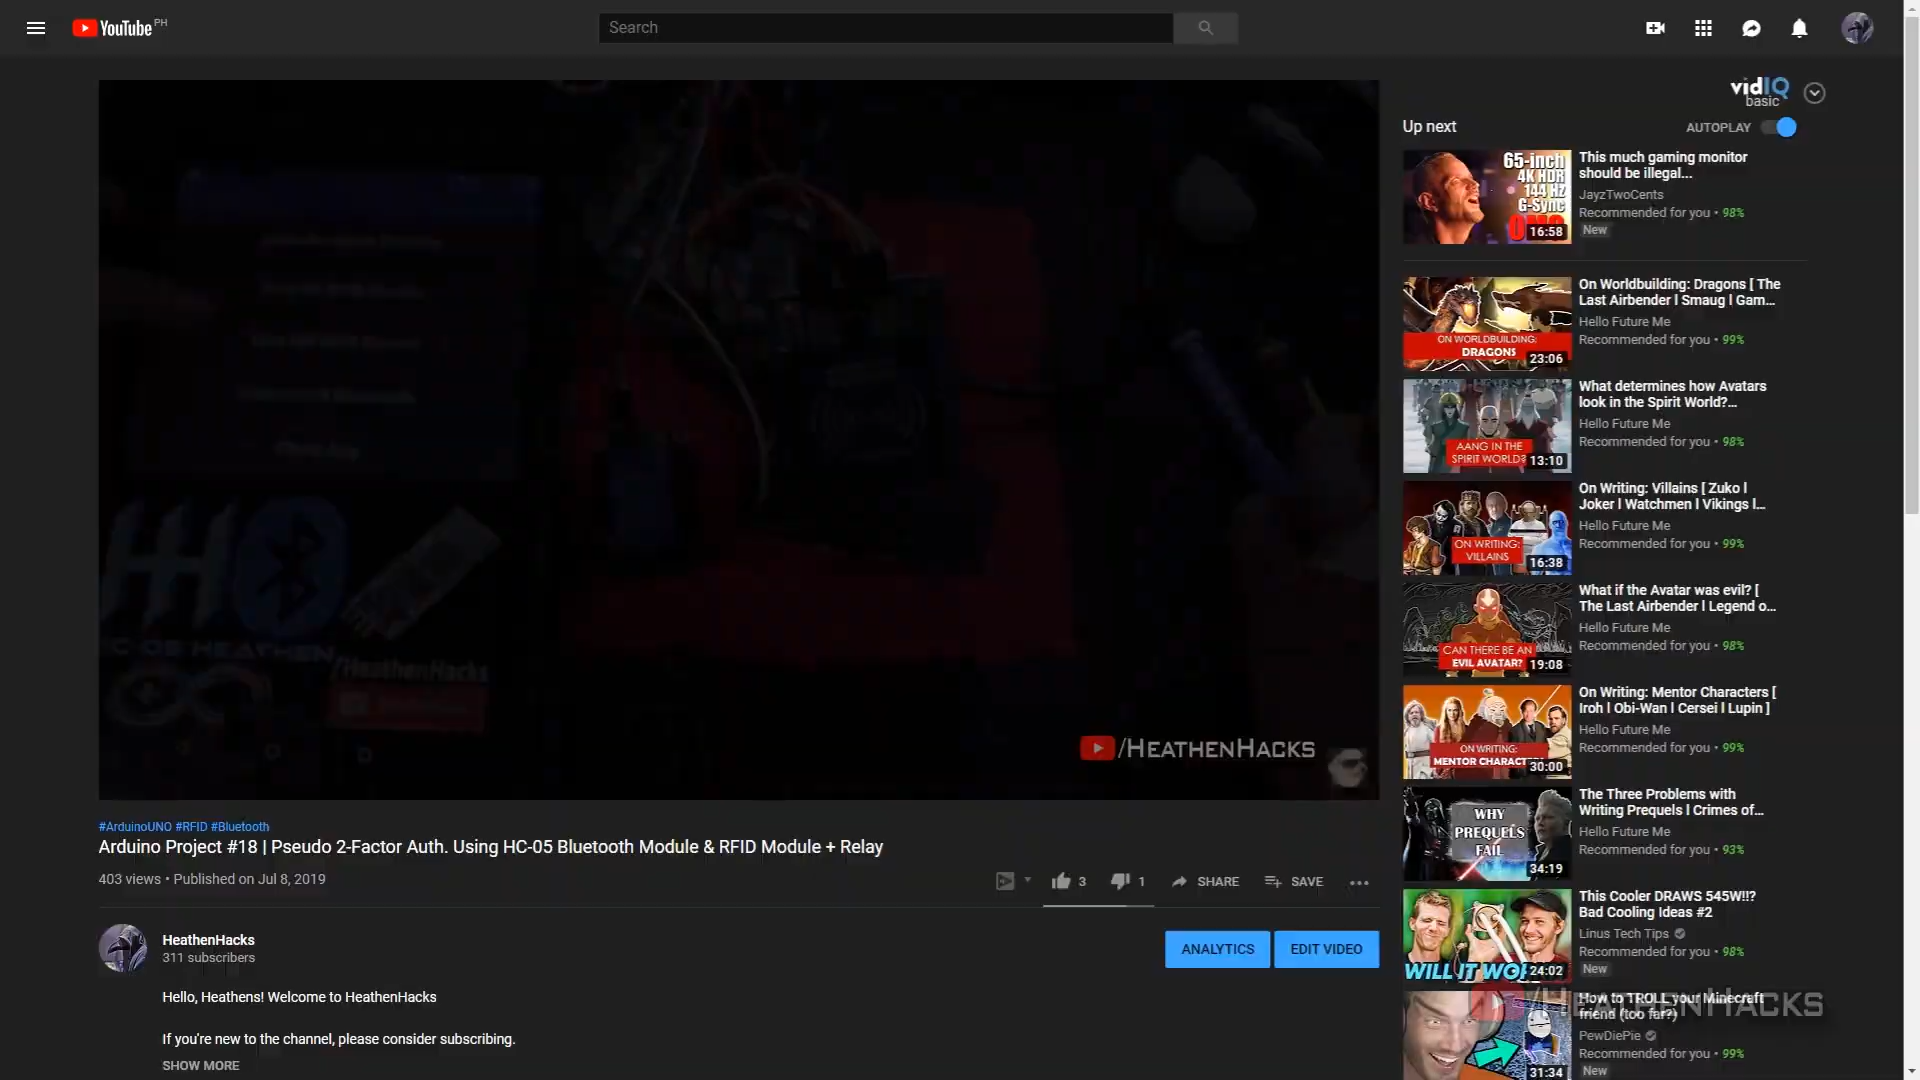 YouTube PH
Search
vidIQ
basic
Up next
AUTOPLAY
65-inch
4K HDR
144 HZ
G-Sync
16:58
This much gaming monitor
should be illegal...
JayzTwoCents
Recommended for you • 98%
New
ON WORLDBUILDING:
DRAGONS
23:06
On Worldbuilding: Dragons [ The
Last Airbender l Smaug l Gam...
Hello Future Me
Recommended for you • 99%
AANG IN THE
SPIRIT WORLD?
13:10
What determines how Avatars
look in the Spirit World?...
Hello Future Me
Recommended for you • 98%
ON WRITING:
VILLAINS
16:38
On Writing: Villains [ Zuko l
Joker l Watchmen l Vikings l...
Hello Future Me
Recommended for you • 99%
CAN THERE BE AN
EVIL AVATAR?
19:08
What if the Avatar was evil? [
The Last Airbender l Legend o...
Hello Future Me
Recommended for you • 98%
ON WRITING:
MENTOR CHARACT
30:00
On Writing: Mentor Characters [
Iroh l Obi-Wan l Cersei l Lupin ]
Hello Future Me
Recommended for you • 99%
WHY
PREQUELS
FAIL
34:19
The Three Problems with
Writing Prequels l Crimes of...
Hello Future Me
Recommended for you • 93%
WILL IT WO
24:02
This Cooler DRAWS 545W!!?
Bad Cooling Ideas #2
Linus Tech Tips
Recommended for you • 98%
New
31:34
How to TROLL your Minecraft
friend (too far?)
PewDiePie
Recommended for you • 99%
New
/HeathenHacks
/HEATHENHACKS
#ArduinoUNO #RFID #Bluetooth
Arduino Project #18 | Pseudo 2-Factor Auth. Using HC-05 Bluetooth Module & RFID Module + Relay
403 views • Published on Jul 8, 2019
3
1
SHARE
SAVE
HeathenHacks
311 subscribers
ANALYTICS
EDIT VIDEO
Hello, Heathens! Welcome to HeathenHacks
If you're new to the channel, please consider subscribing.
SHOW MORE
/HEATHENHACKS